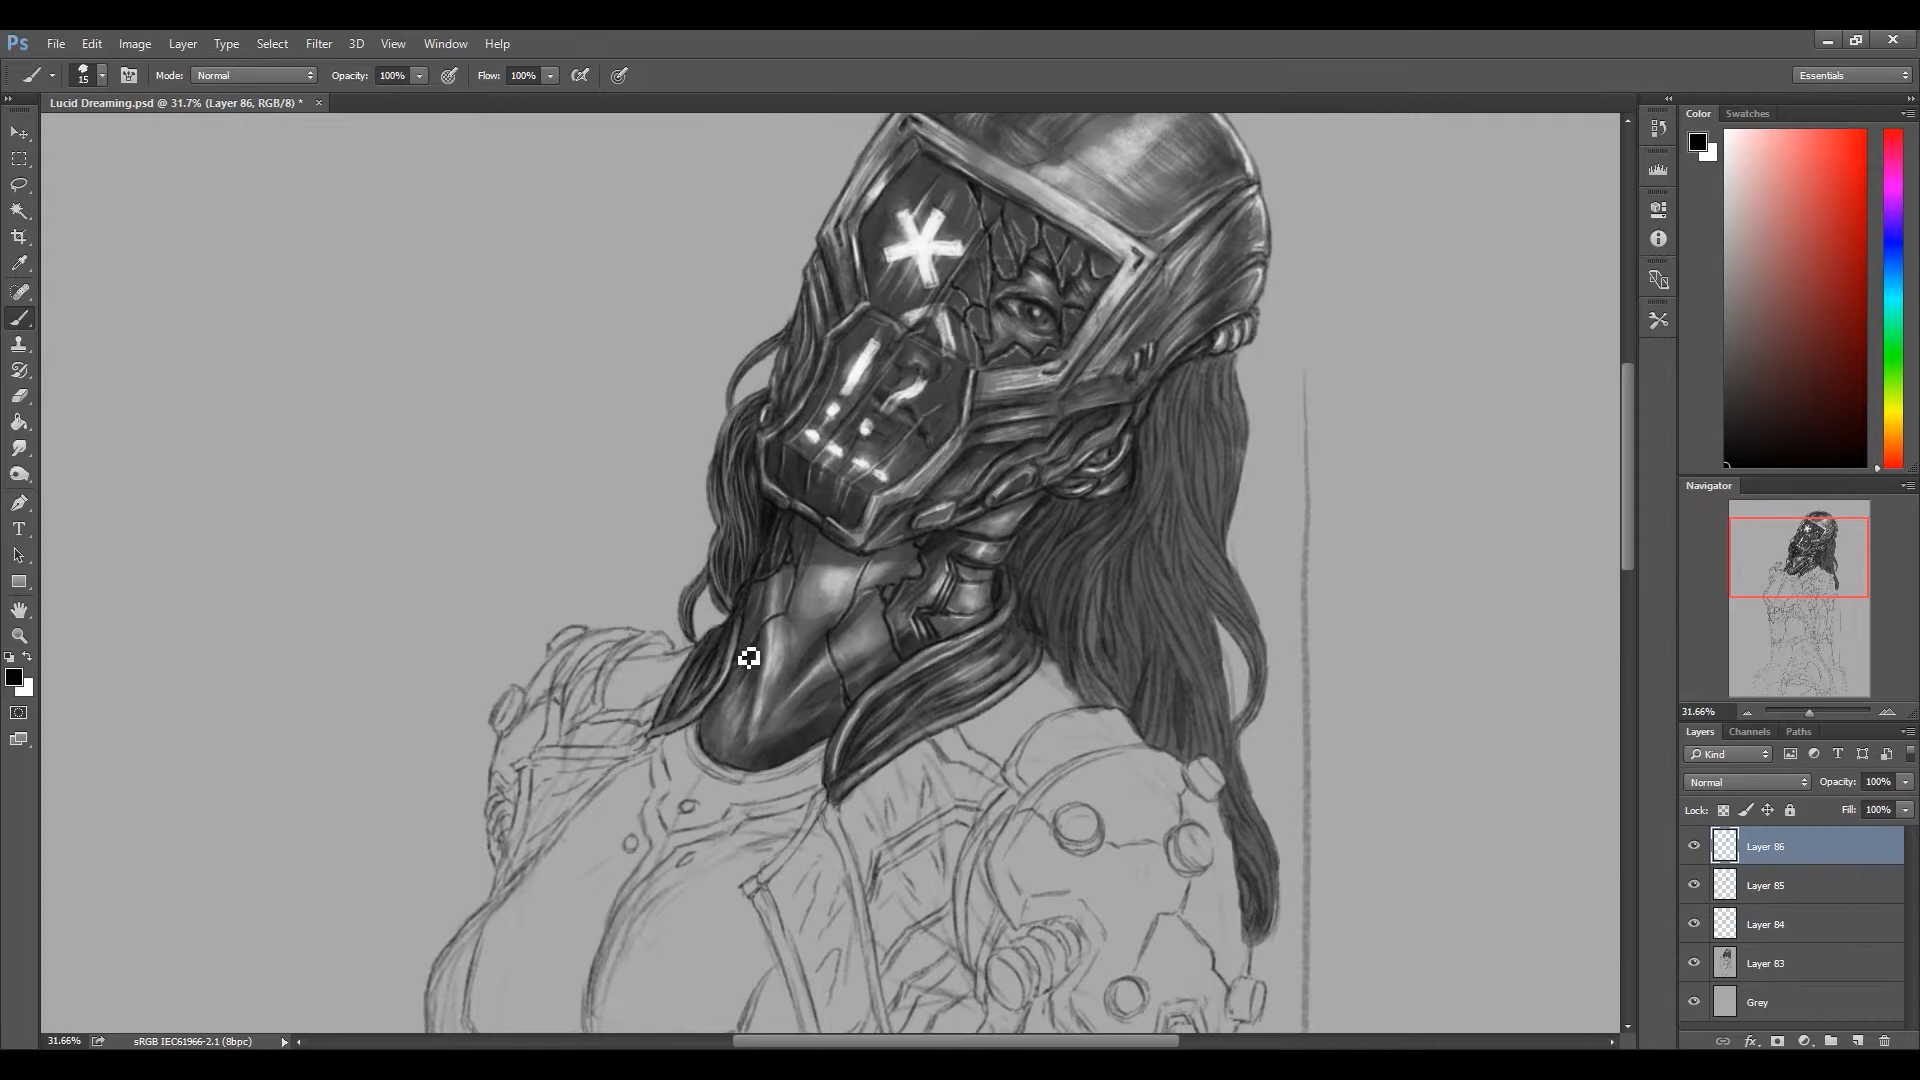 Ps File Edit Image Layer Type Select Filter 3D View Window Help
15 Mode: Normal Opacity: 100% Flow: 100% Essentials
Lucid Dreaming.psd @ 31.7% (Layer 86, RGB/8) * ×
Color Swatches
Navigator
31.66%
Layers Channels Paths
Kind
Normal Opacity: 100%
Lock: Fill: 100%
Layer 86
Layer 85
Layer 84
Layer 83
Grey
31.66% sRGB IEC61966-2.1 (8bpc)